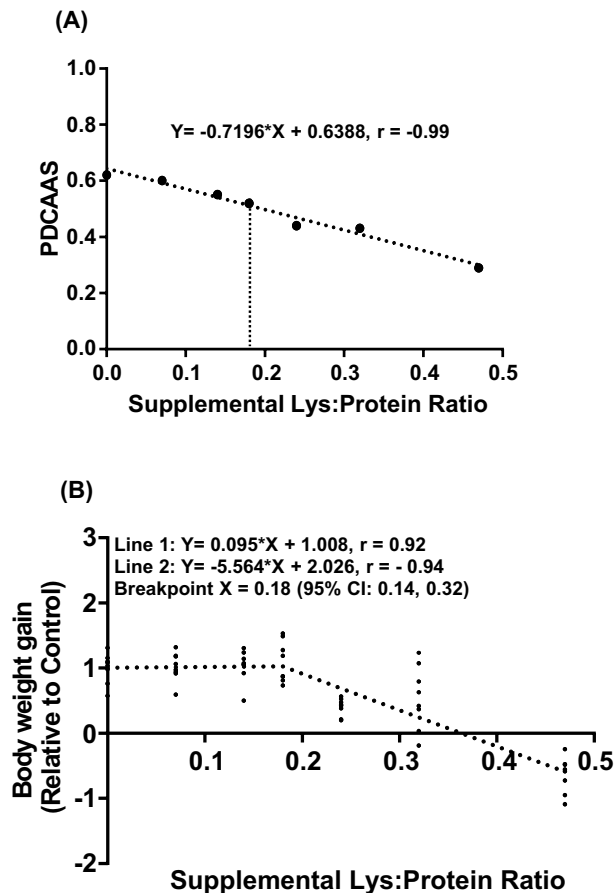 (A)
Y= -0.7196*X + 0.6388, r = -0.99
PDCAAS
1.0
0.8
0.6
0.4
0.2
0.0
0.0 0.1 0.2 0.3 0.4 0.5
Supplemental Lys:Protein Ratio
(B)
Line 1: Y= 0.095*X + 1.008, r = 0.92
Line 2: Y= -5.564*X + 2.026, r = - 0.94
Breakpoint X = 0.18 (95% CI: 0.14, 0.32)
Body weight gain
(Relative to Control)
3
2
1
0
-1
-2
0.1 0.2 0.3 0.4 0.5
Supplemental Lys:Protein Ratio